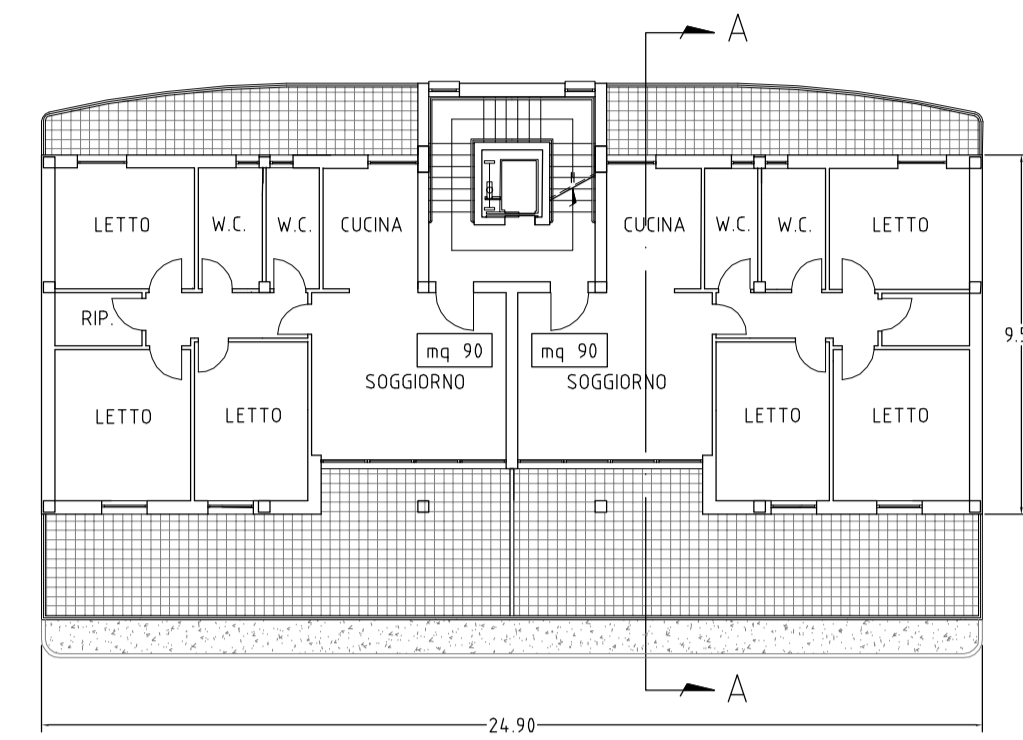 A
LETTO W.C. W.C. CUCINA CUCINA W.C. W.C. LETTO
RIP.
mq 90 mq 90
SOGGIORNO SOGGIORNO
LETTO LETTO LETTO LETTO
A
24.90